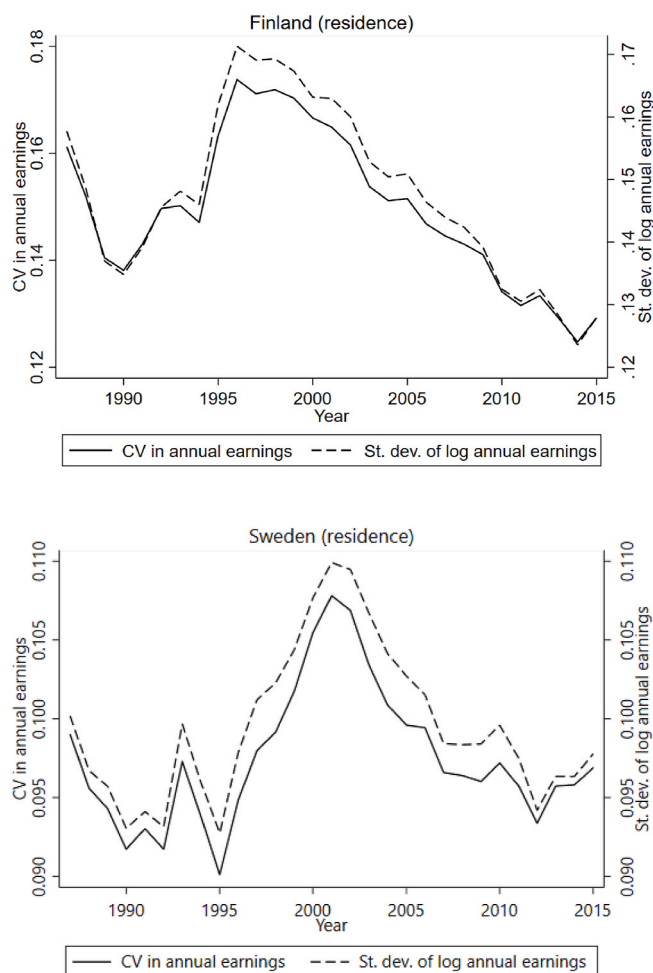 Finland (residence)
CV in annual earnings
0.18
0.16
0.14
0.12
.17
.16
.15
.14
.13
.12
St. dev. of log annual earnings
1990 1995 2000 2005 2010 2015
Year
CV in annual earnings St. dev. of log annual earnings
Sweden (residence)
CV in annual earnings
0.110
0.105
0.100
0.095
0.090
0.110
0.105
0.100
0.095
0.090
St. dev. of log annual earnings
1990 1995 2000 2005 2010 2015
Year
CV in annual earnings St. dev. of log annual earnings